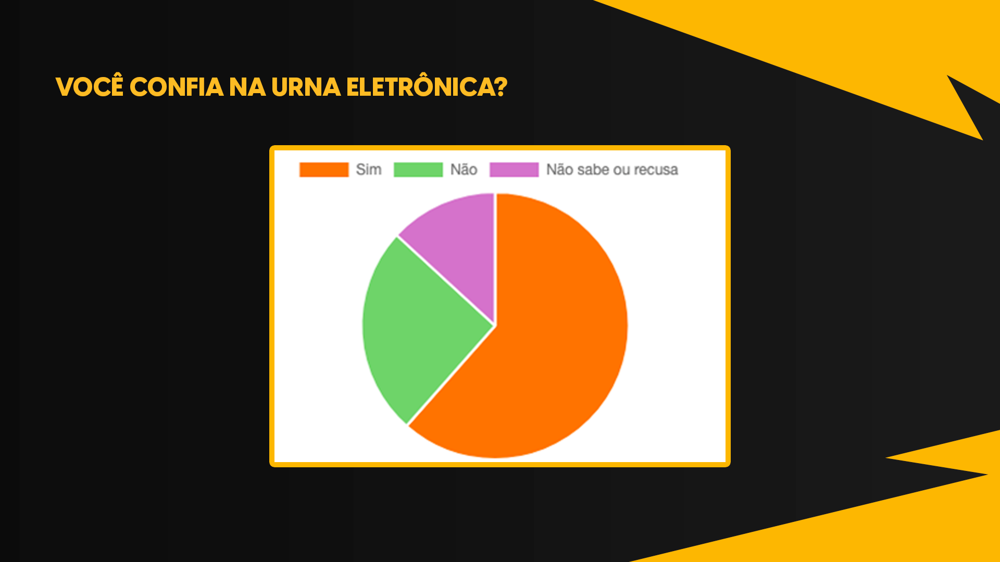 VOCÊ CONFIA NA URNA ELETRÔNICA?
Sim Não Não sabe ou recusa